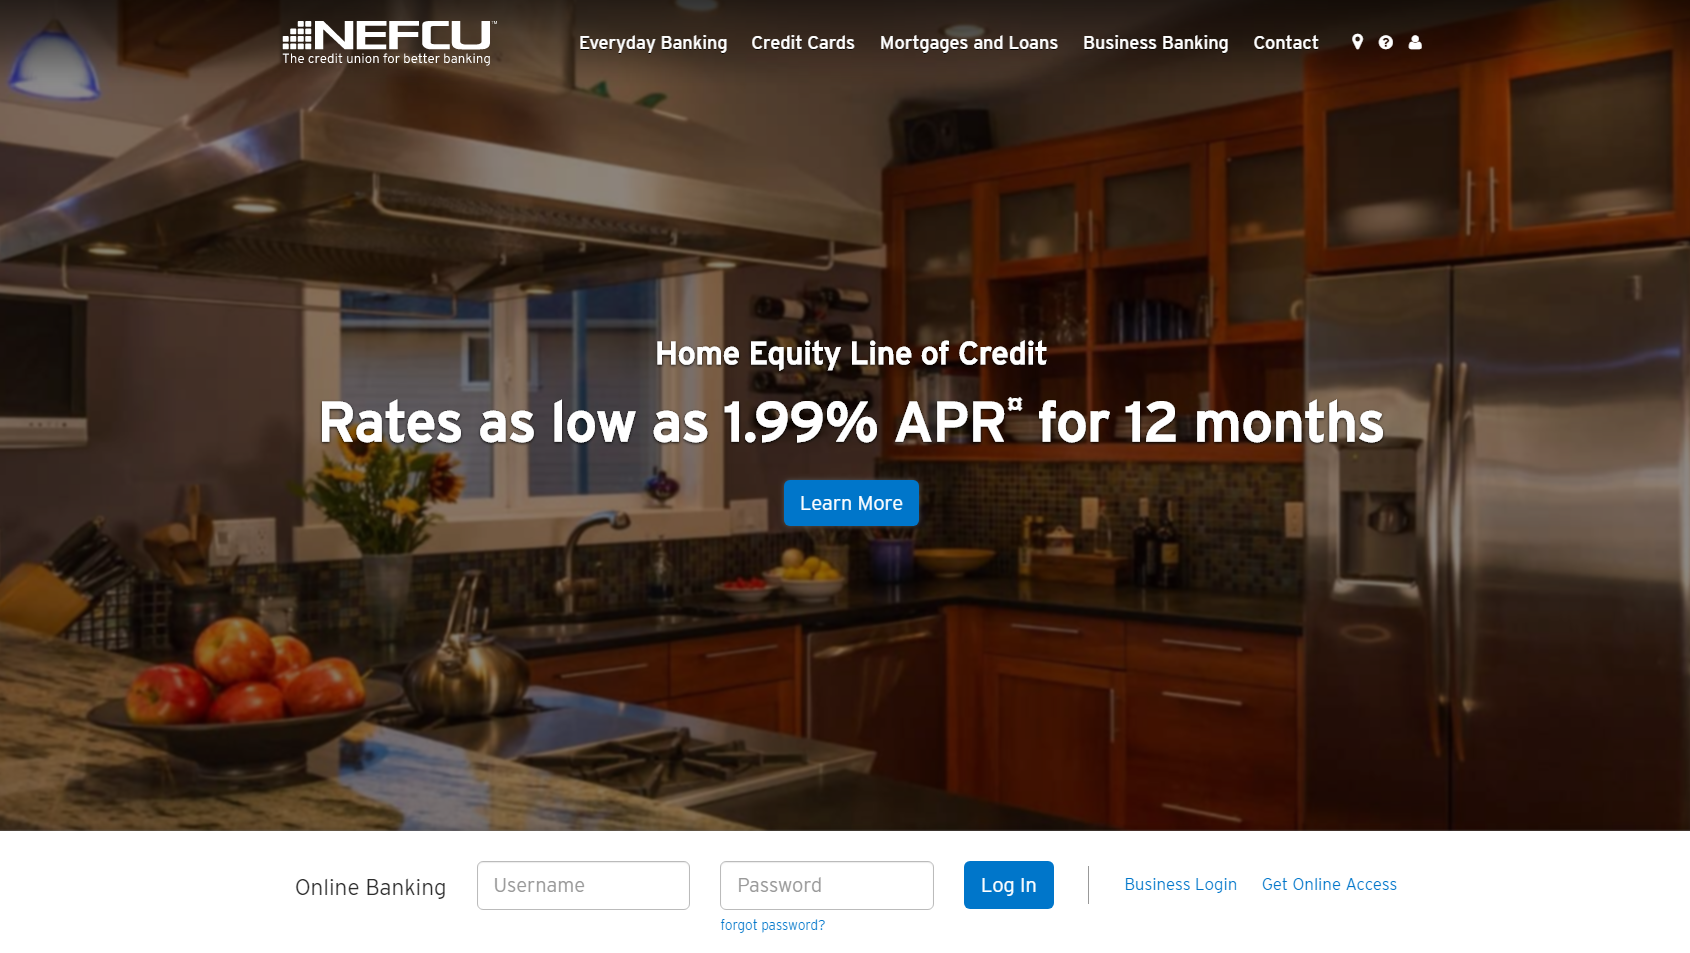 NEFCU™
The credit union for better banking
Everyday Banking Credit Cards Mortgages and Loans Business Banking Contact
Home Equity Line of Credit
Rates as low as 1.99% APR¤ for 12 months
Learn More
Online Banking Username Password Log In Business Login Get Online Access
forgot password?